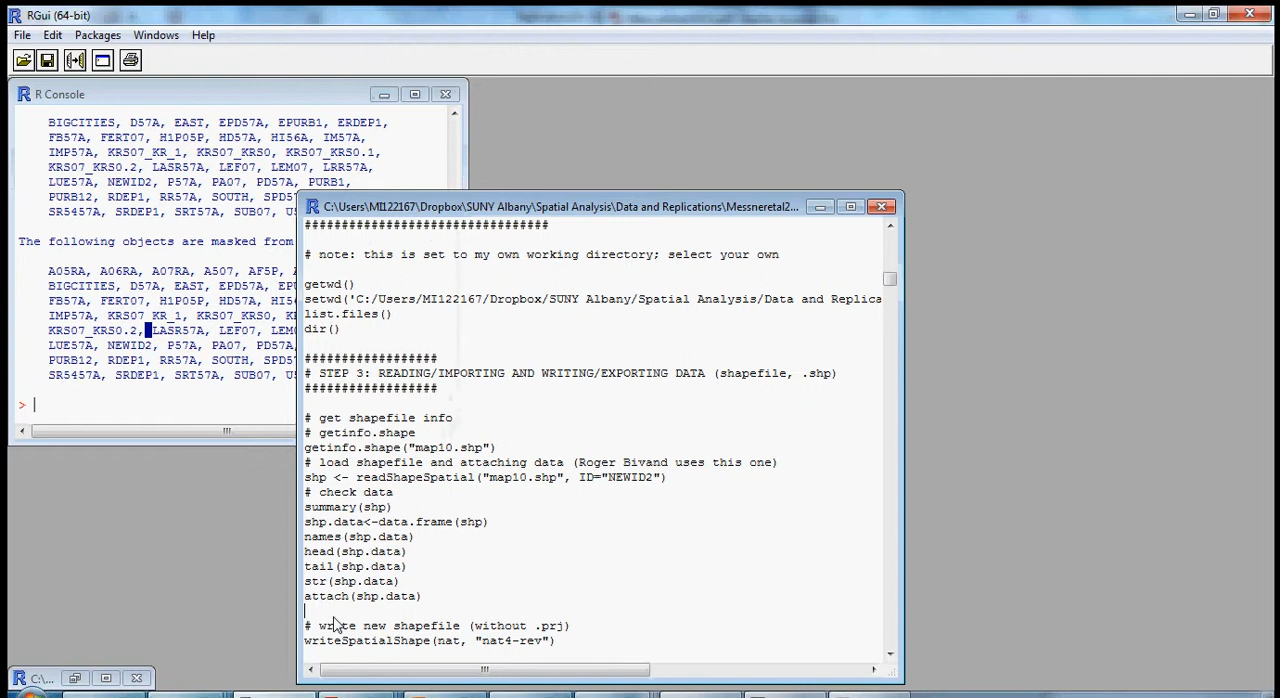 RGui (64-bit)
File Edit Packages Windows Help
R Console
BIGCITIES, D57A, EAST, EPD57A, EPURB1, ERDEP1,
FB57A, FERT07, H1P05P, HD57A, HI56A, IM57A,
IMP57A, KRS07_KR_1, KRS07_KRS0, KRS07_KRS0.1,
KRS07_KRS0.2, LASR57A, LEF07, LEM07, LRR57A,
LUE57A, NEWID2, P57A, PA07, PD57A, PURB1,
PURB12, RDEP1, RR57A, SOUTH, SPD5
SR5457A, SRDEP1, SRT57A, SUB07, U5
The following objects are masked from
A05RA, A06RA, A07RA, A507, AF5P, A
BIGCITIES, D57A, EAST, EPD57A, EPU
FB57A, FERT07, H1P05P, HD57A, HI56
IMP57A, KRS07_KR_1, KRS07_KRS0, KR
KRS07_KRS0.2, LASR57A, LEF07, LEM0
LUE57A, NEWID2, P57A, PA07, PD57A,
PURB12, RDEP1, RR57A, SOUTH, SPD5
SR5457A, SRDEP1, SRT57A, SUB07, U5
>
C:\Users\MI122167\Dropbox\SUNY Albany\Spatial Analysis\Data and Replications\Messneretal2...
#################################
# note: this is set to my own working directory; select your own
getwd()
setwd('C:/Users/MI122167/Dropbox/SUNY Albany/Spatial Analysis/Data and Replica
list.files()
dir()
##################
# STEP 3: READING/IMPORTING AND WRITING/EXPORTING DATA (shapefile, .shp)
##################
# get shapefile info
# getinfo.shape
getinfo.shape("map10.shp")
# load shapefile and attaching data (Roger Bivand uses this one)
shp <- readShapeSpatial("map10.shp", ID="NEWID2")
# check data
summary(shp)
shp.data<-data.frame(shp)
names(shp.data)
head(shp.data)
tail(shp.data)
str(shp.data)
attach(shp.data)
# write new shapefile (without .prj)
writeSpatialShape(nat, "nat4-rev")
C:\...